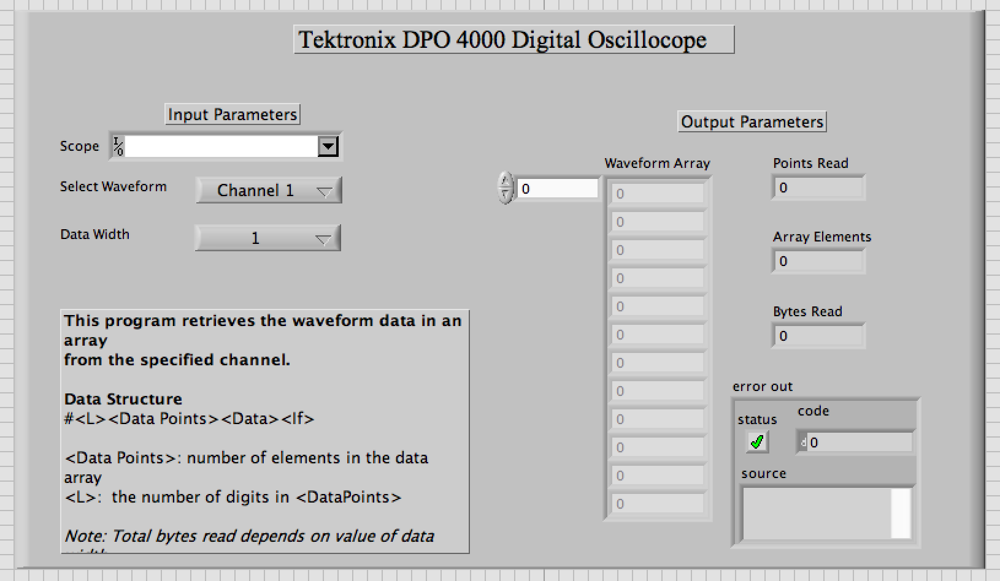 Tektronix DPO 4000 Digital Oscillocope
Input Parameters
Scope
I/O
Select Waveform
Channel 1
Data Width
1
This program retrieves the waveform data in an
array
from the specified channel.
Data Structure
#<L><Data Points><Data><lf>
<Data Points>: number of elements in the data
array
<L>:  the number of digits in <DataPoints>
Note: Total bytes read depends on value of data
Output Parameters
Waveform Array
0
0
0
0
0
0
0
0
0
0
0
0
0
Points Read
0
Array Elements
0
Bytes Read
0
error out
status
code
d 0
source